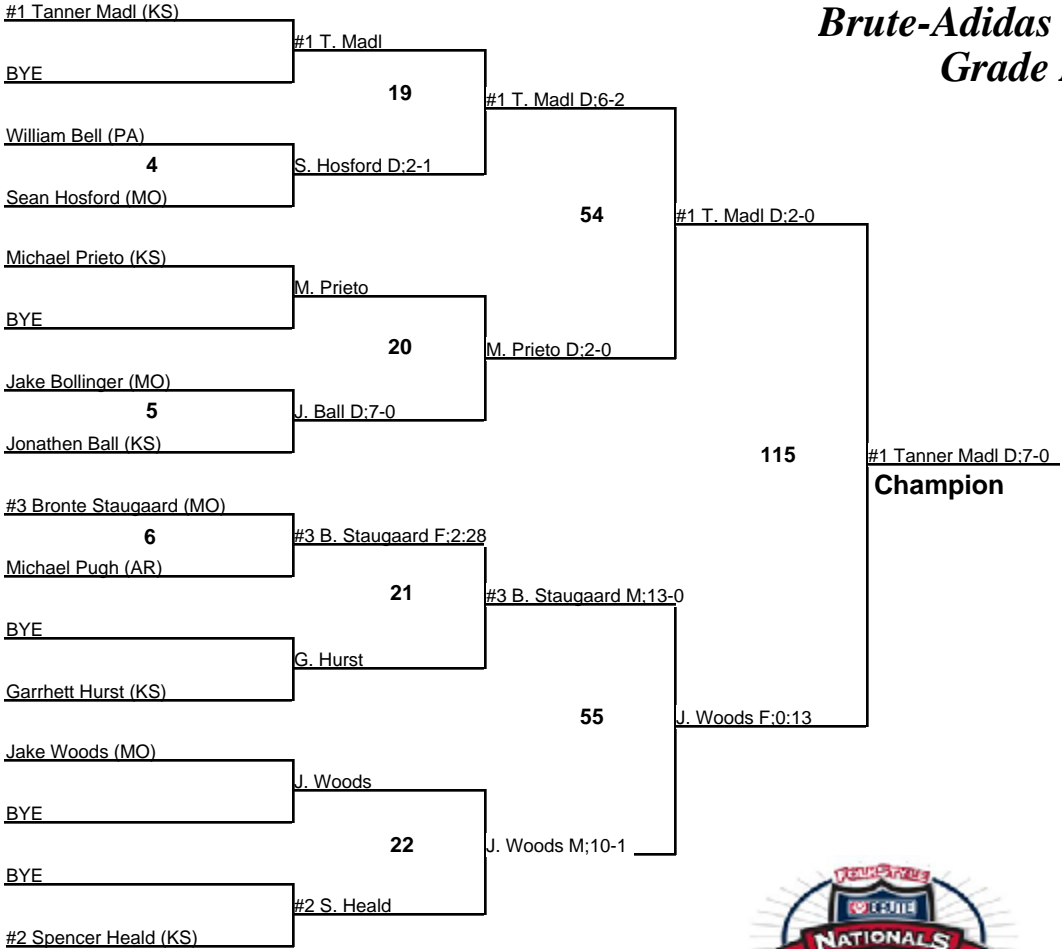 Brute-Adidas
Grade
#1 Tanner Madl (KS)
BYE
William Bell (PA)
4
Sean Hosford (MO)
Michael Prieto (KS)
BYE
Jake Bollinger (MO)
5
Jonathen Ball (KS)
#3 Bronte Staugaard (MO)
6
Michael Pugh (AR)
BYE
Garrhett Hurst (KS)
Jake Woods (MO)
BYE
BYE
#2 Spencer Heald (KS)
#1 T. Madl
19
S. Hosford D;2-1
M. Prieto
20
J. Ball D;7-0
#3 B. Staugaard F;2:28
21
G. Hurst
J. Woods
22
#2 S. Heald
#1 T. Madl D;6-2
54
M. Prieto D;2-0
#3 B. Staugaard M;13-0
55
J. Woods M;10-1
#1 T. Madl D;2-0
115
J. Woods F;0:13
#1 Tanner Madl D;7-0
Champion
FOLKSTYLE
BRUTE
NATIONALS